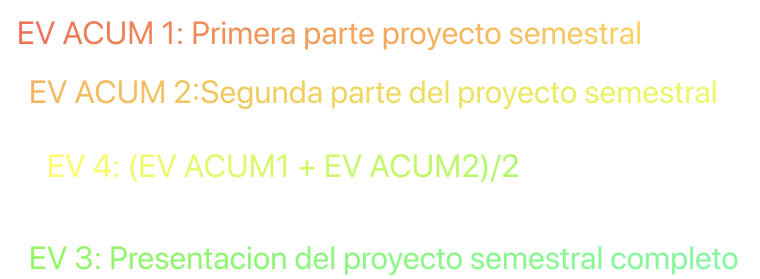 EV ACUM 1: Primera parte proyecto semestral
EV ACUM 2:Segunda parte del proyecto semestral
EV 4: (EV ACUM1 + EV ACUM2)/2
EV 3: Presentacion del proyecto semestral completo